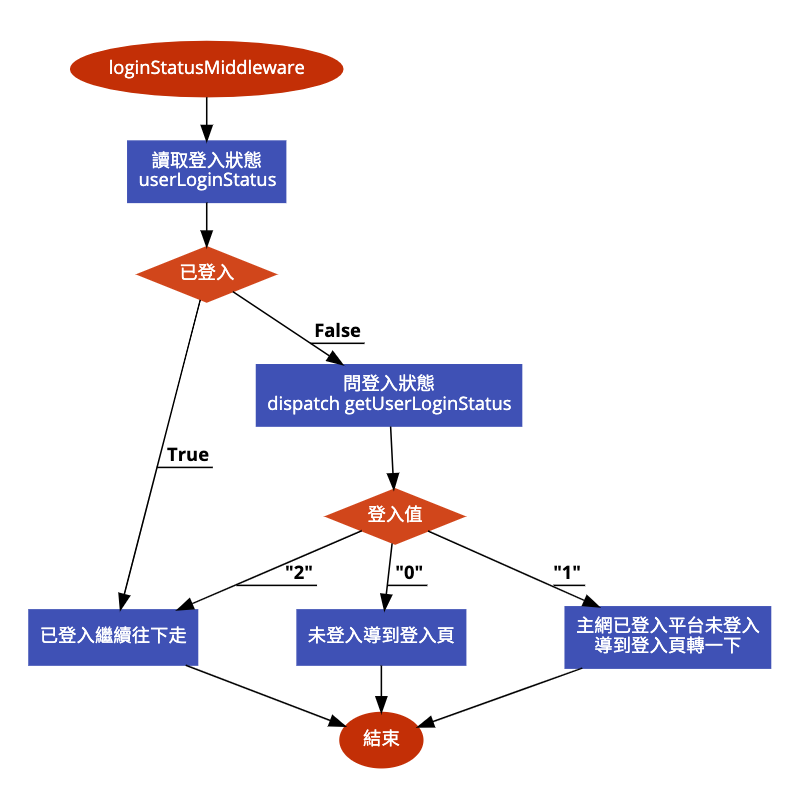 loginStatusMiddleware
讀取登入狀態
userLoginStatus
已登入
False
問登入狀態
dispatch getUserLoginStatus
True
登入值
"2"
"0"
"1"
已登入繼續往下走
未登入導到登入頁
主網已登入平台未登入
導到登入頁轉一下
結束